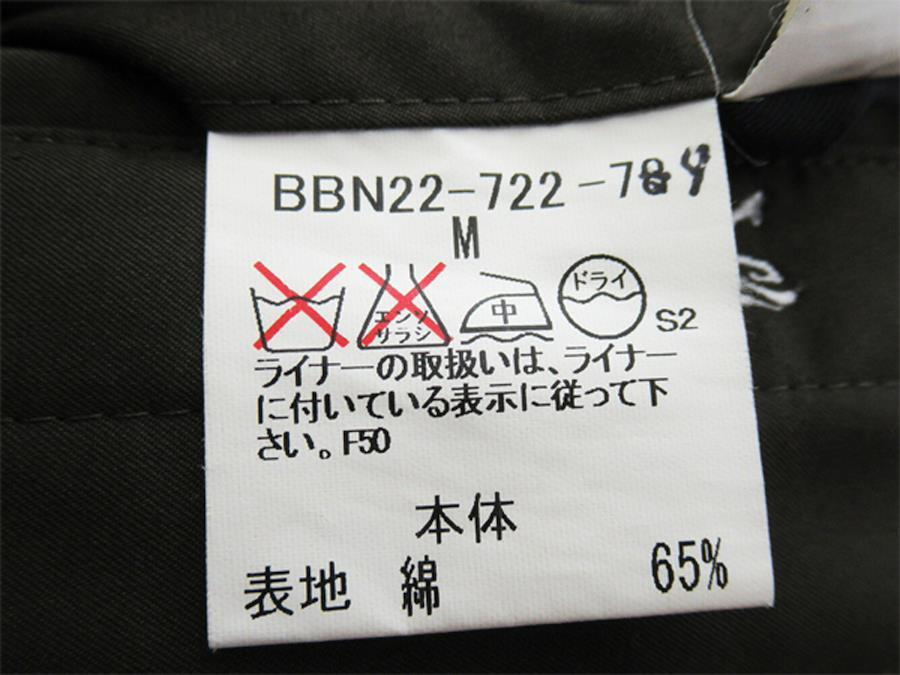 BBN22-722-784
M
エンソ
サラシ
中
ドライ
S2
ライナーの取扱いは、ライナー
に付いている表示に従って下
さい。F50
本体
表地 綿 65%